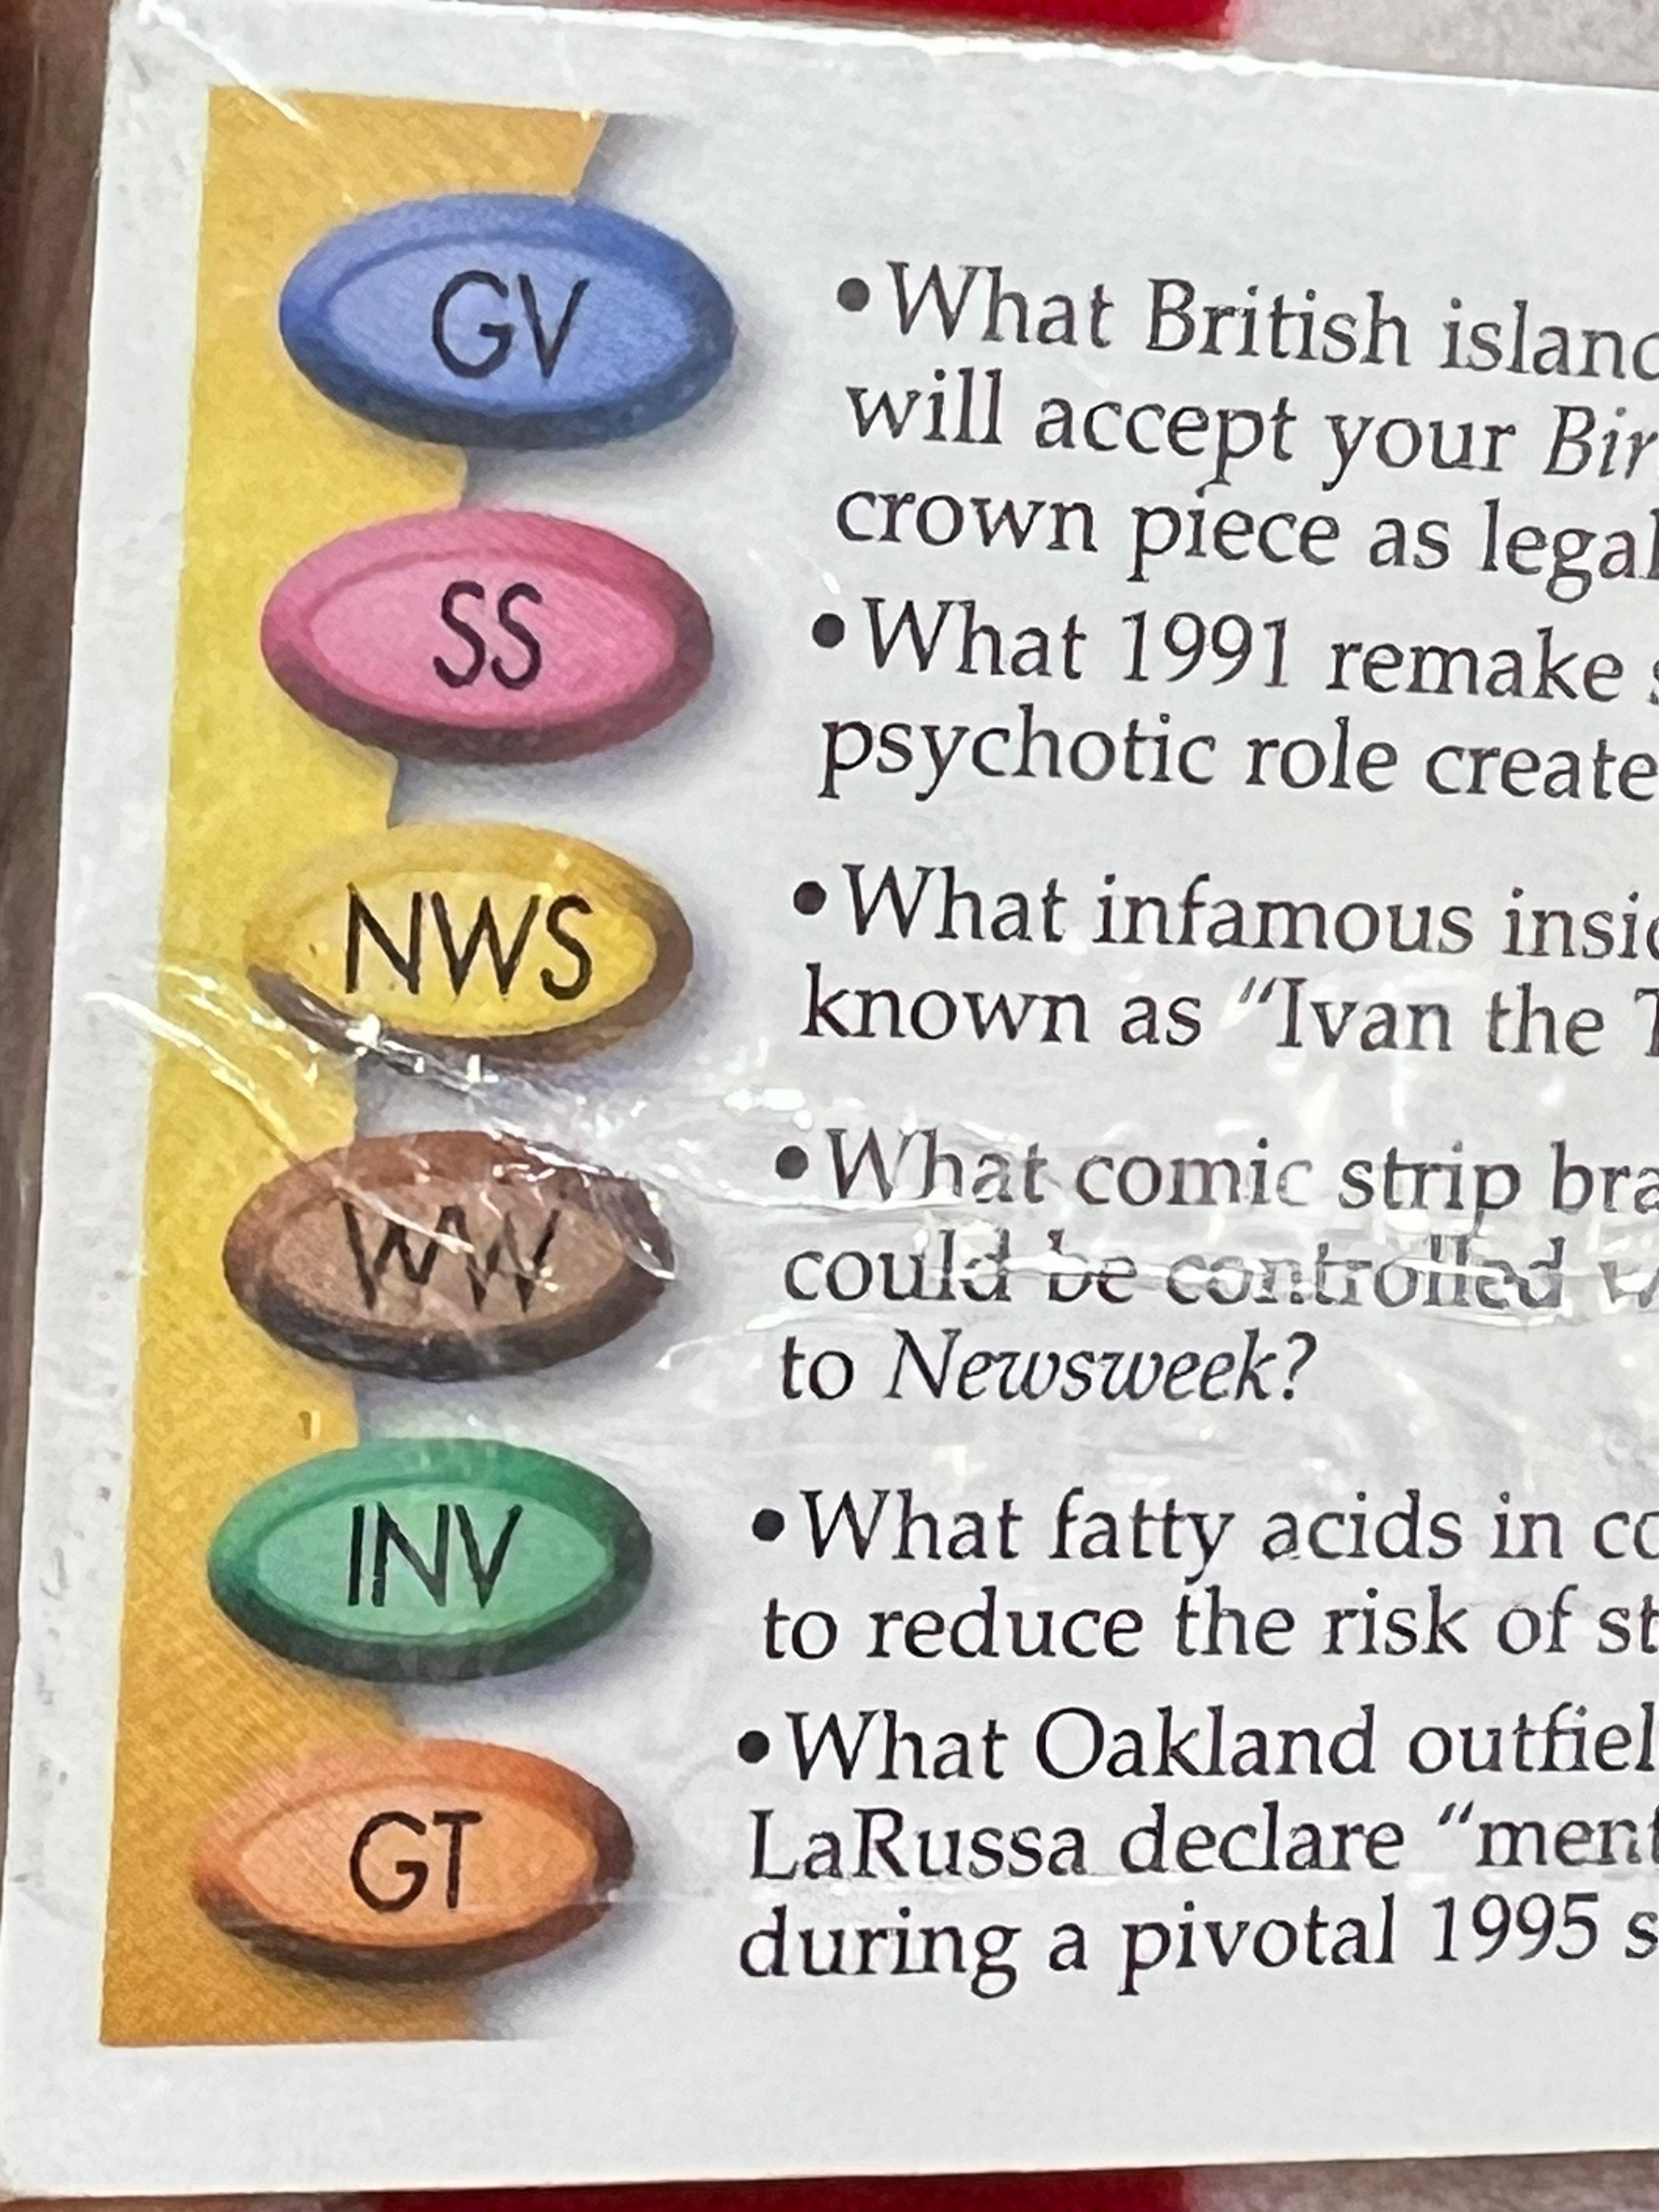 GV
•What British
will accept your
crown piece as legal
SS
•What 1991 remake
psychotic role
NWS
•What infamous
known as "Ivan the
WW
•What comic strip
could be controlled
to Newsweek?
INV
•What fatty acids in
to reduce the risk of
GT
•What Oakland
LaRussa declare
during a pivotal 1995